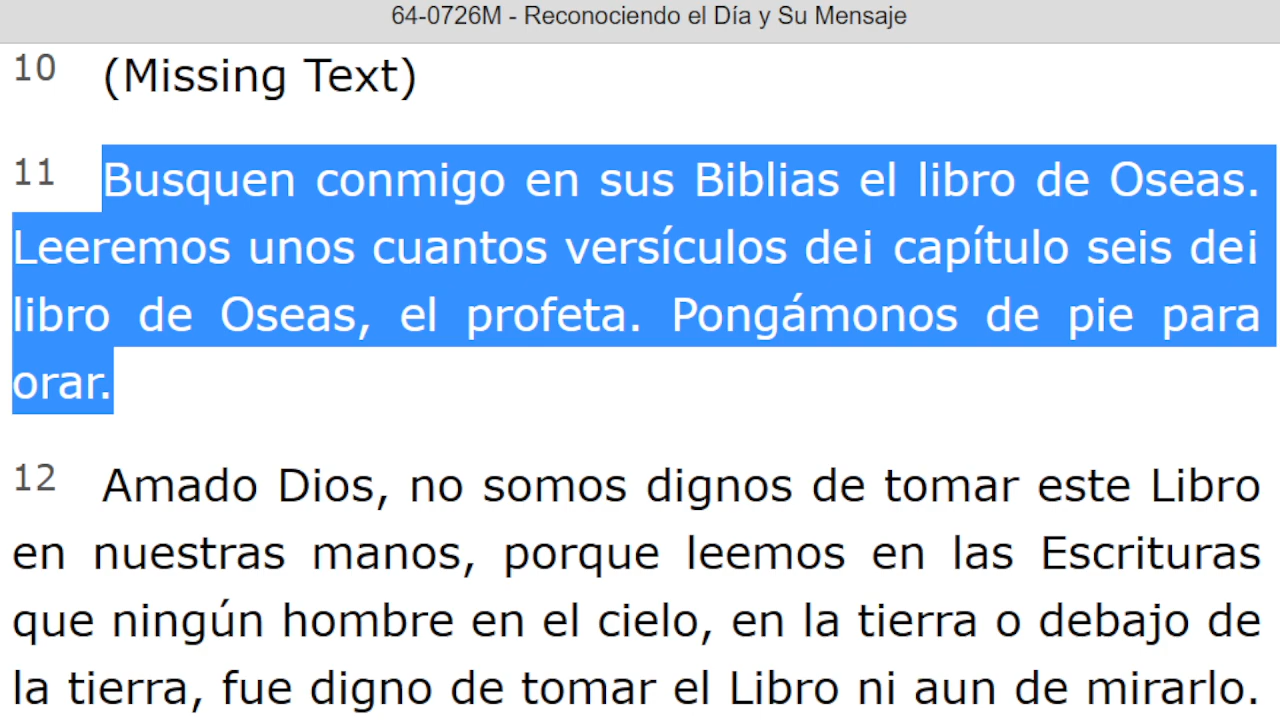 64-0726M - Reconociendo el Día y Su Mensaje
10 (Missing Text)
11 Busquen conmigo en sus Biblias el libro de Oseas.
Leeremos unos cuantos versículos dei capítulo seis dei
libro de Oseas, el profeta. Pongámonos de pie para
orar.
12 Amado Dios, no somos dignos de tomar este Libro
en nuestras manos, porque leemos en las Escrituras
que ningún hombre en el cielo, en la tierra o debajo de
la tierra, fue digno de tomar el Libro ni aun de mirarlo.